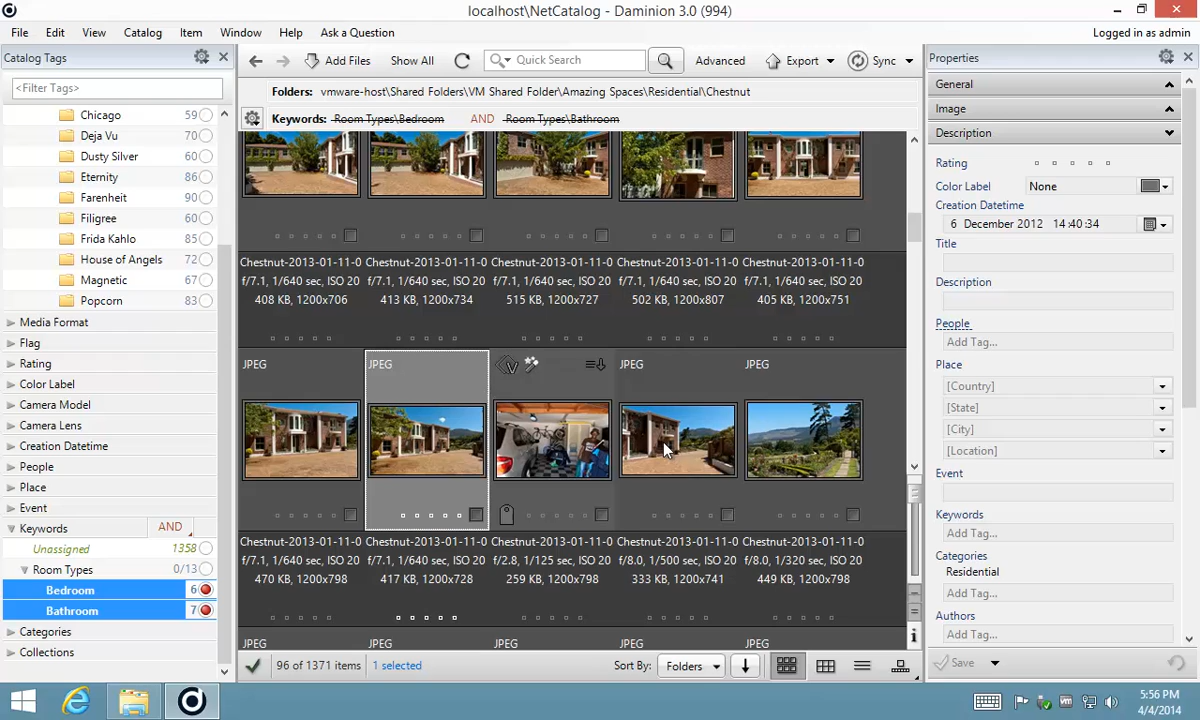 localhost\NetCatalog - Daminion 3.0 (994)
File Edit View Catalog Item Window Help Ask a Question
Logged in as admin
Catalog Tags
<Filter Tags>
Chicago 59
Deja Vu 70
Dusty Silver 60
Eternity 86
Farenheit 90
Filigree 60
Frida Kahlo 85
House of Angels 72
Magnetic 60
Popcorn 83
Media Format
Flag
Rating
Color Label
Camera Model
Camera Lens
Creation Datetime
People
Place
Event
Keywords AND
Unassigned 1358
Room Types 0/13
Bedroom 6
Bathroom 7
Categories
Collections
Add Files Show All Quick Search Advanced Export Sync
Folders: vmware-host\Shared Folders\VM Shared Folder\Amazing Spaces\Residential\Chestnut
Keywords: Room Types\Bedroom AND Room Types\Bathroom
Chestnut-2013-01-11-0 Chestnut-2013-01-11-0 Chestnut-2013-01-11-0 Chestnut-2013-01-11-0 Chestnut-2013-01-11-0
f/7.1, 1/640 sec, ISO 20 f/7.1, 1/640 sec, ISO 20 f/7.1, 1/640 sec, ISO 20 f/7.1, 1/640 sec, ISO 20 f/7.1, 1/640 sec, ISO 20
408 KB, 1200x706 413 KB, 1200x734 515 KB, 1200x727 502 KB, 1200x807 405 KB, 1200x751
JPEG JPEG V JPEG JPEG
Chestnut-2013-01-11-0 Chestnut-2013-01-11-0 Chestnut-2013-01-11-0 Chestnut-2013-01-11-0 Chestnut-2013-01-11-0
f/7.1, 1/640 sec, ISO 20 f/7.1, 1/640 sec, ISO 20 f/2.8, 1/125 sec, ISO 20 f/8.0, 1/500 sec, ISO 20 f/8.0, 1/320 sec, ISO 20
470 KB, 1200x798 417 KB, 1200x728 259 KB, 1200x798 333 KB, 1200x741 449 KB, 1200x798
JPEG JPEG JPEG JPEG JPEG
96 of 1371 items 1 selected Sort By: Folders
Properties
General
Image
Description
Rating
Color Label None
Creation Datetime
6 December 2012 14:40:34
Title
Description
People
Add Tag...
Place
[Country]
[State]
[City]
[Location]
Event
Keywords
Add Tag...
Categories
Residential
Add Tag...
Authors
Add Tag...
Save
5:56 PM
4/4/2014